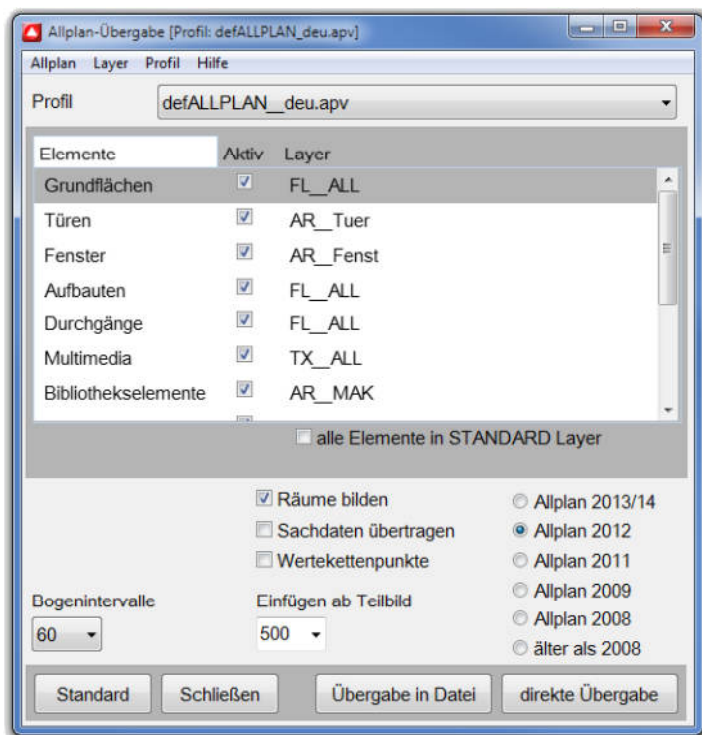 Allplan-Übergabe [Profil: defALLPLAN_deu.apv]
Allplan Layer Profil Hilfe
Profil defALLPLAN__deu.apv
Elemente Aktiv Layer
Grundflächen FL__ALL
Türen AR__Tuer
Fenster AR__Fenst
Aufbauten FL__ALL
Durchgänge FL__ALL
Multimedia TX__ALL
Bibliothekselemente AR__MAK
alle Elemente in STANDARD Layer
Räume bilden
Sachdaten übertragen
Wertekettenpunkte
Allplan 2013/14
Allplan 2012
Allplan 2011
Allplan 2009
Allplan 2008
älter als 2008
Bogenintervalle
60
Einfügen ab Teilbild
500
Standard Schließen Übergabe in Datei direkte Übergabe